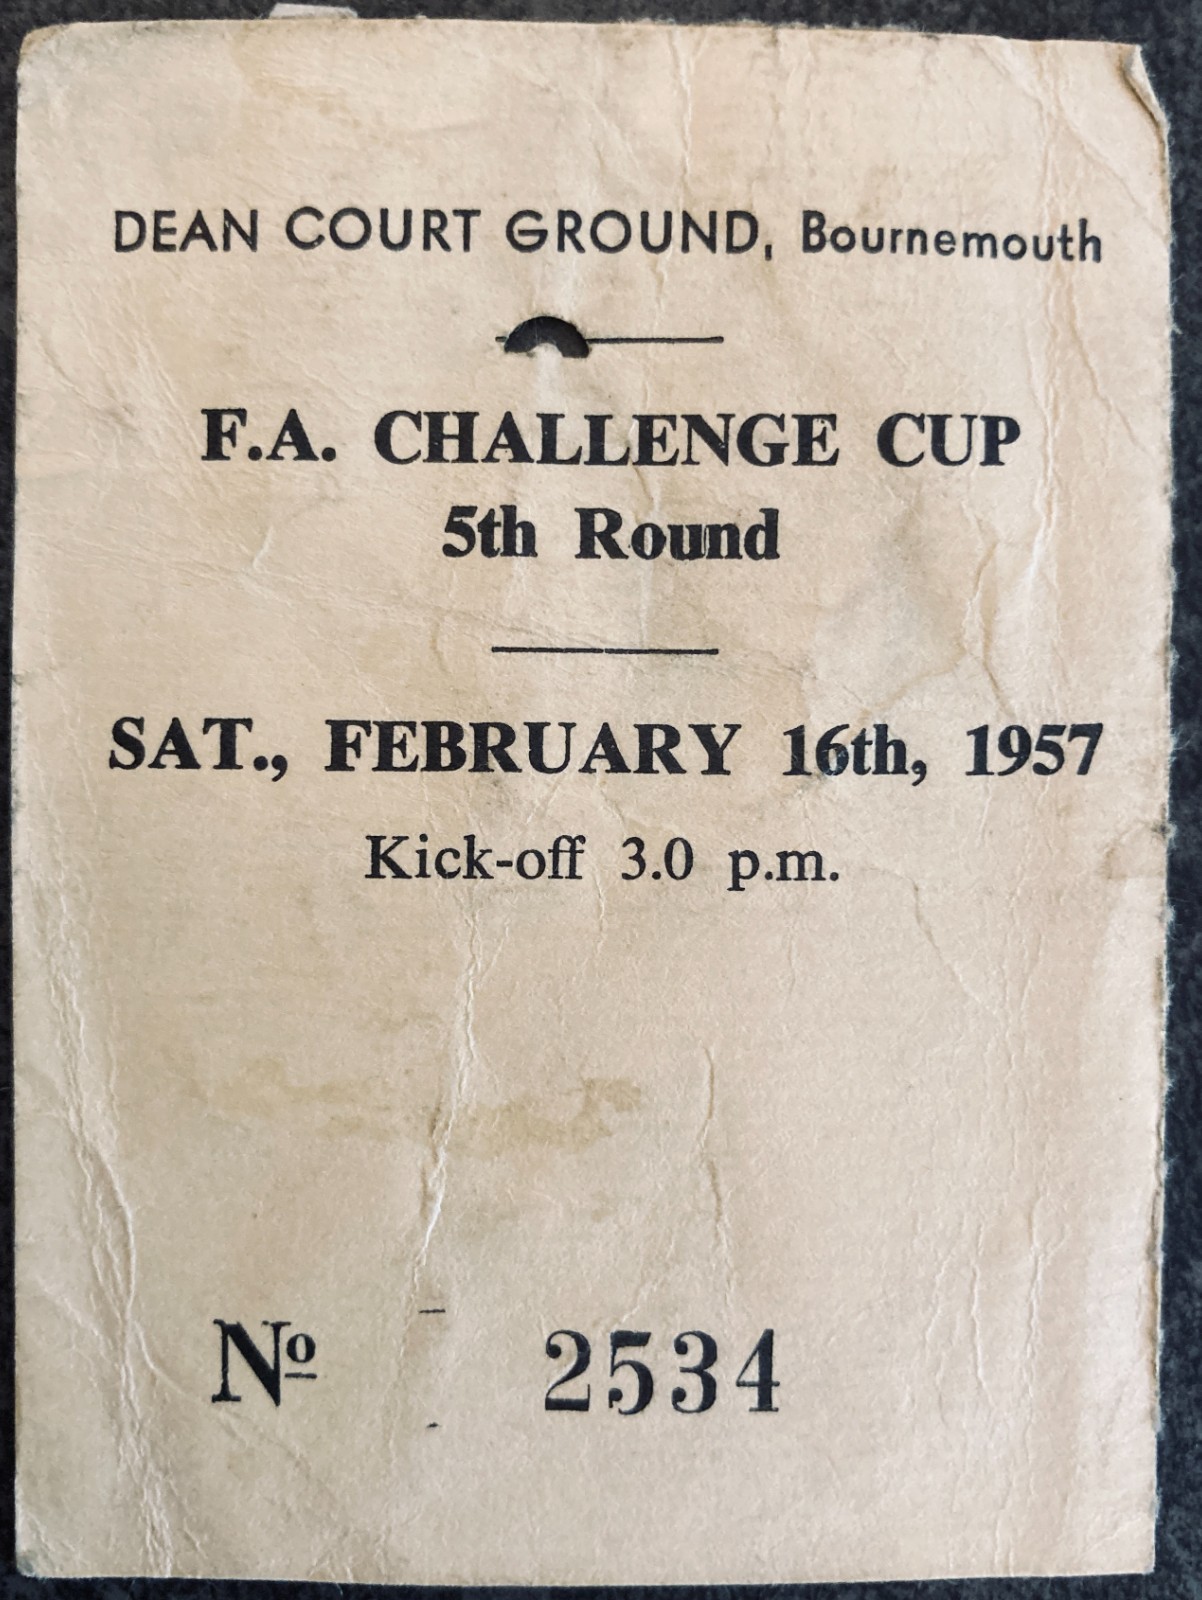 DEAN COURT GROUND, Bournemouth
F.A. CHALLENGE CUP
5th Round
SAT., FEBRUARY 16th, 1957
Kick-off 3.0 p.m.
Nº 2534